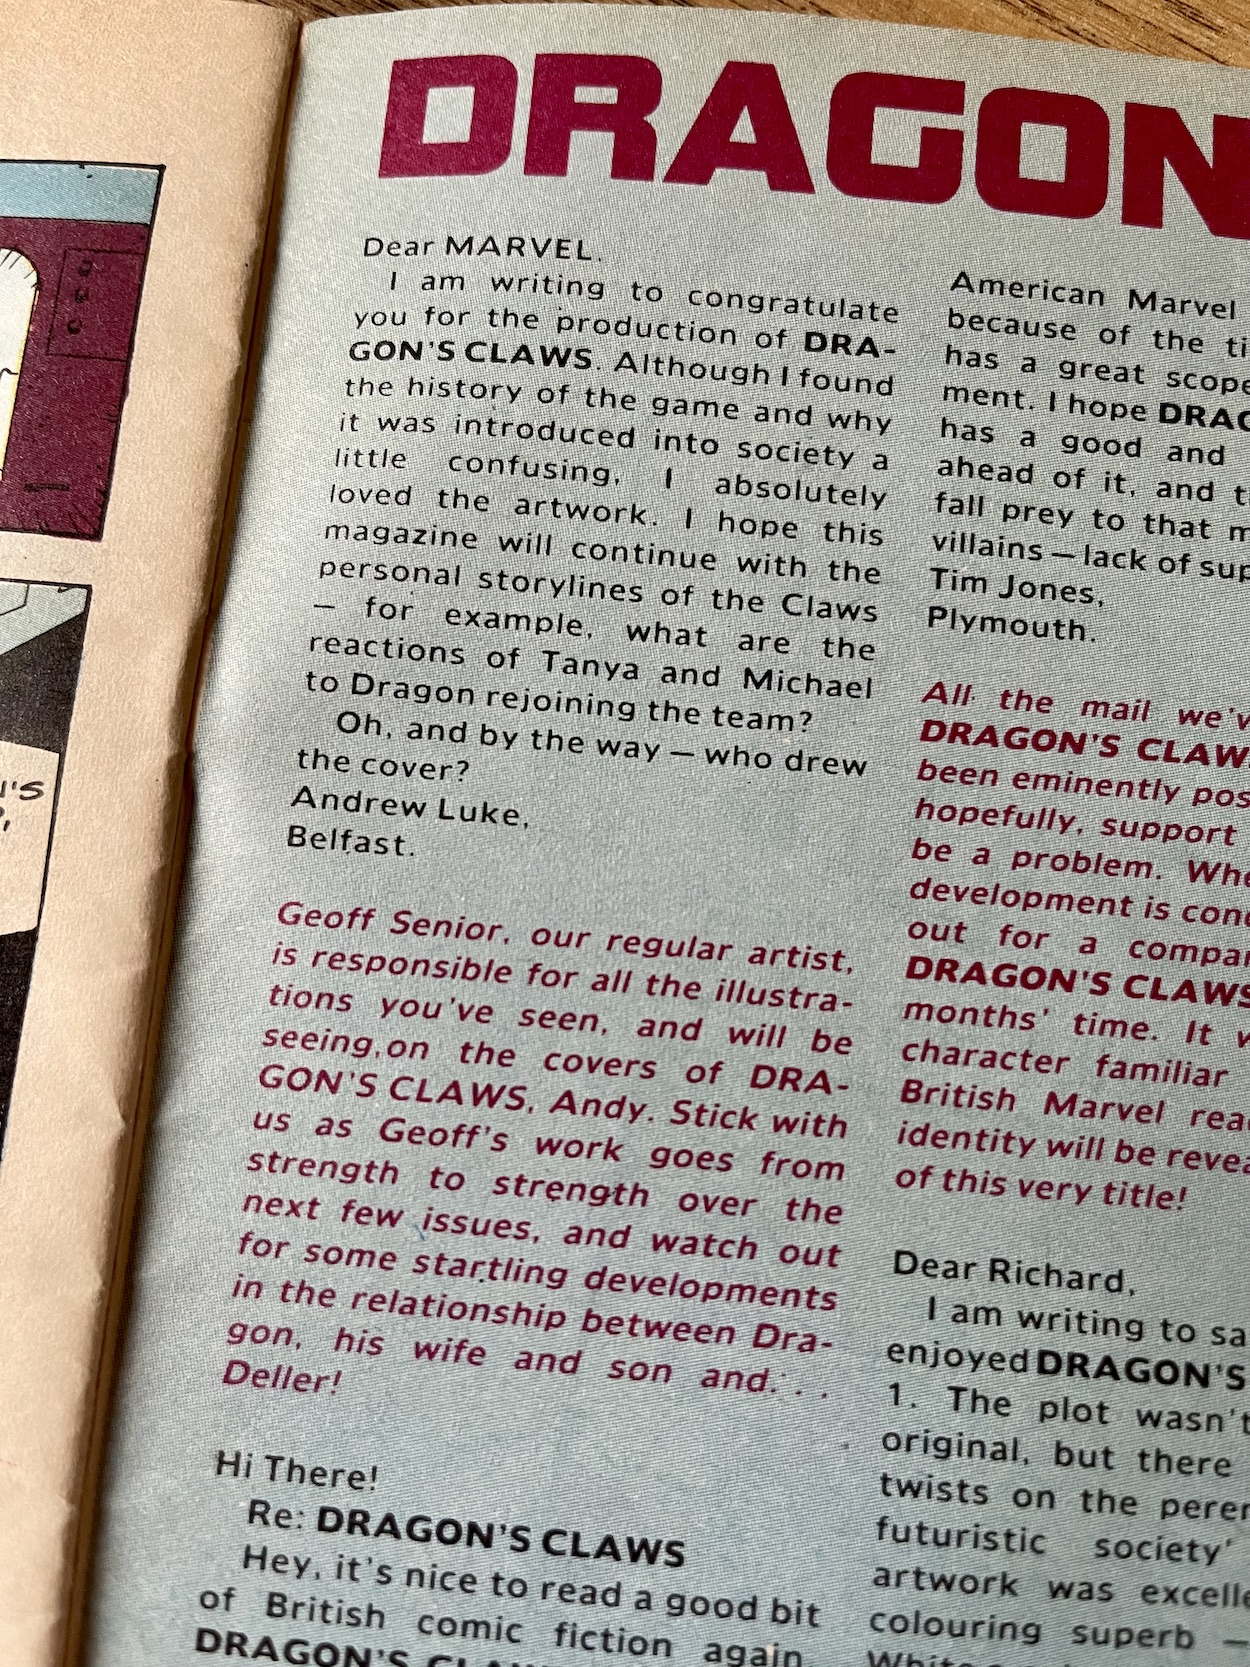 DRAGON
Dear MARVEL.
I am writing to congratulate
you for the production of DRA-
GON'S CLAWS. Although I found
the history of the game and why
it was introduced into society a
little confusing, I absolutely
loved the artwork. I hope this
magazine will continue with the
personal storylines of the Claws
— for example, what are the
reactions of Tanya and Michael
to Dragon rejoining the team?
Oh, and by the way — who drew
the cover?
Andrew Luke,
Belfast.
Geoff Senior, our regular artist,
is responsible for all the illustra-
tions you've seen, and will be
seeing, on the covers of DRA-
GON'S CLAWS, Andy. Stick with
us as Geoff's work goes from
strength to strength over the
next few issues, and watch out
for some startling developments
in the relationship between Dra-
gon, his wife and son and. . .
Deller!
Hi There!
Re: DRAGON'S CLAWS
Hey, it's nice to read a good bit
of British comic fiction again.
DRAGON'S
American Marvel
because of the
has a great scope
ment. I hope
has a good and
ahead of it, and
fall prey to that
villains — lack of
Tim Jones,
Plymouth.
All the mail
DRAGON'S
been eminently
hopefully, support
be a problem.
development is
out for a
DRAGON'S CLAWS
months' time. It
character familiar
British Marvel
identity will be
of this very title!
Dear Richard,
I am writing to
enjoyed DRAGON'S
1. The plot wasn't
original, but there
twists on the
futuristic society'
artwork was
colouring superb —